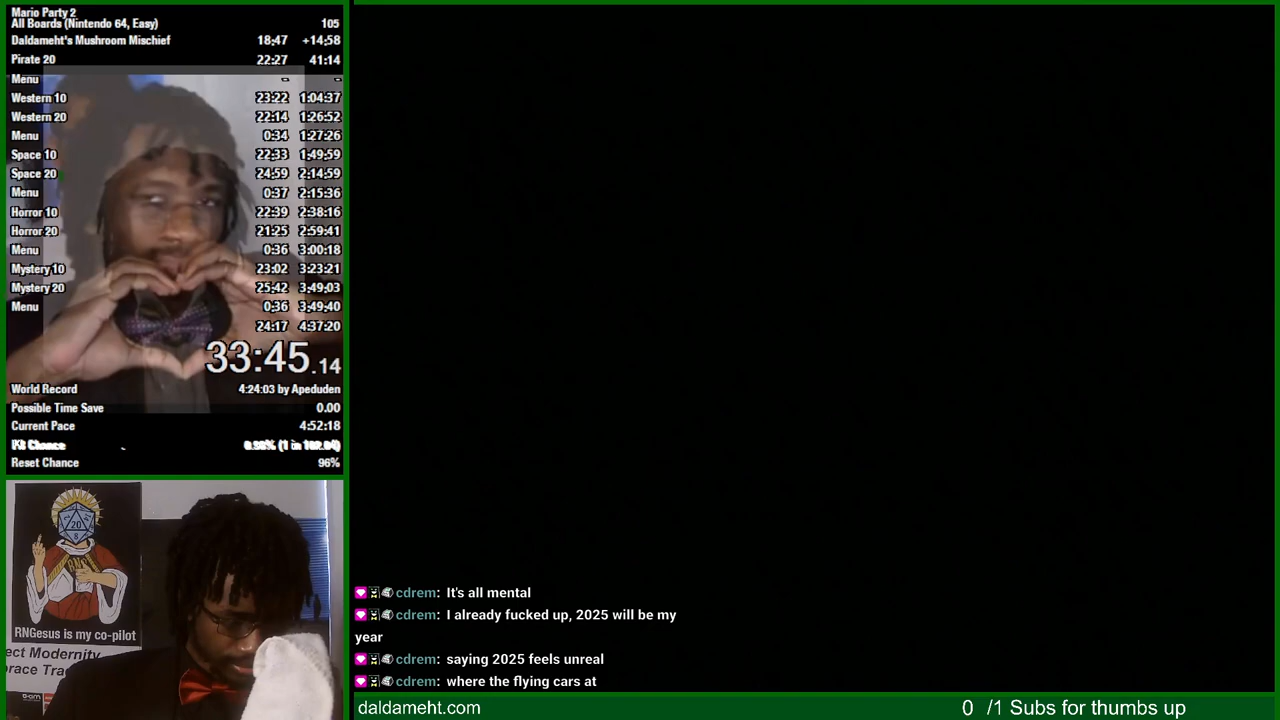 Mario Party 2
All Boards (Nintendo 64, Easy) 105
Daldameht's Mushroom Mischief 18:47 +14:58
Pirate 20 22:27 41:14
Menu - -
Western 10 23:22 1:04:37
Western 20 22:14 1:26:52
Menu 0:34 1:27:26
Space 10 22:33 1:49:59
Space 20 24:59 2:14:59
Menu 0:37 2:15:36
Horror 10 22:39 2:38:16
Horror 20 21:25 2:59:41
Menu 0:36 3:00:18
Mystery 10 23:02 3:23:21
Mystery 20 25:42 3:49:03
Menu 0:36 3:49:40
24:17 4:37:20
33:45.14
World Record 4:24:03 by Apeduden
Possible Time Save 0.00
Current Pace 4:52:18
Chance
Reset Chance 96%
20
8
RNGesus is my co-pilot
ect Modernity
brace Tra
cdrem: It's all mental
cdrem: I already fucked up, 2025 will be my
year
cdrem: saying 2025 feels unreal
cdrem: where the flying cars at
daldameht.com 0 /1 Subs for thumbs up